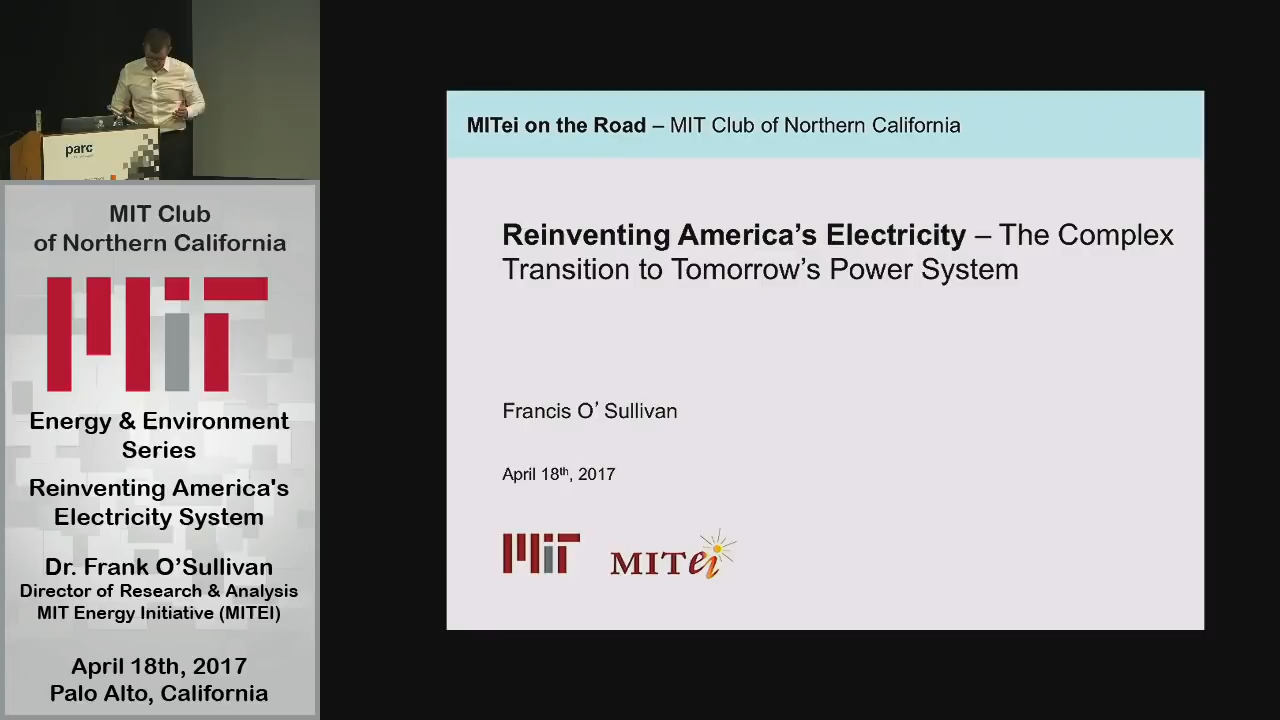 parc
MIT Club
of Northern California
MIT
Energy & Environment
Series
Reinventing America's
Electricity System
Dr. Frank O’Sullivan
Director of Research & Analysis
MIT Energy Initiative (MITEI)
April 18th, 2017
Palo Alto, California
MITei on the Road – MIT Club of Northern California
Reinventing America’s Electricity – The Complex
Transition to Tomorrow’s Power System
Francis O’ Sullivan
April 18th, 2017
MIT MITei